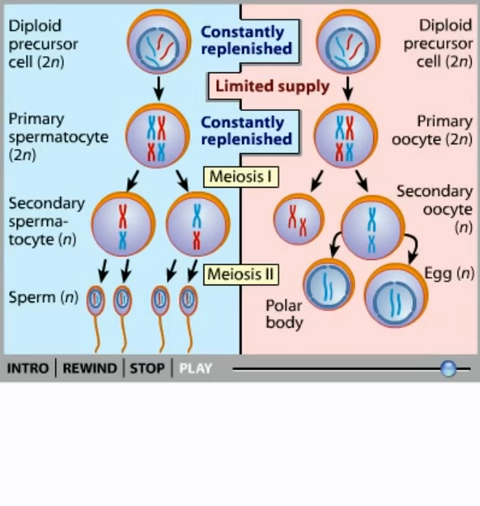 Diploid
precursor
cell (2n)
Constantly
replenished
Diploid
precursor
cell (2n)
Limited supply
Primary
spermatocyte
(2n)
Constantly
replenished
Primary
oocyte (2n)
Meiosis I
Secondary
sperma-
tocyte (n)
Secondary
oocyte
(n)
Meiosis II
Sperm (n)
Egg (n)
Polar
body
INTRO | REWIND | STOP | PLAY